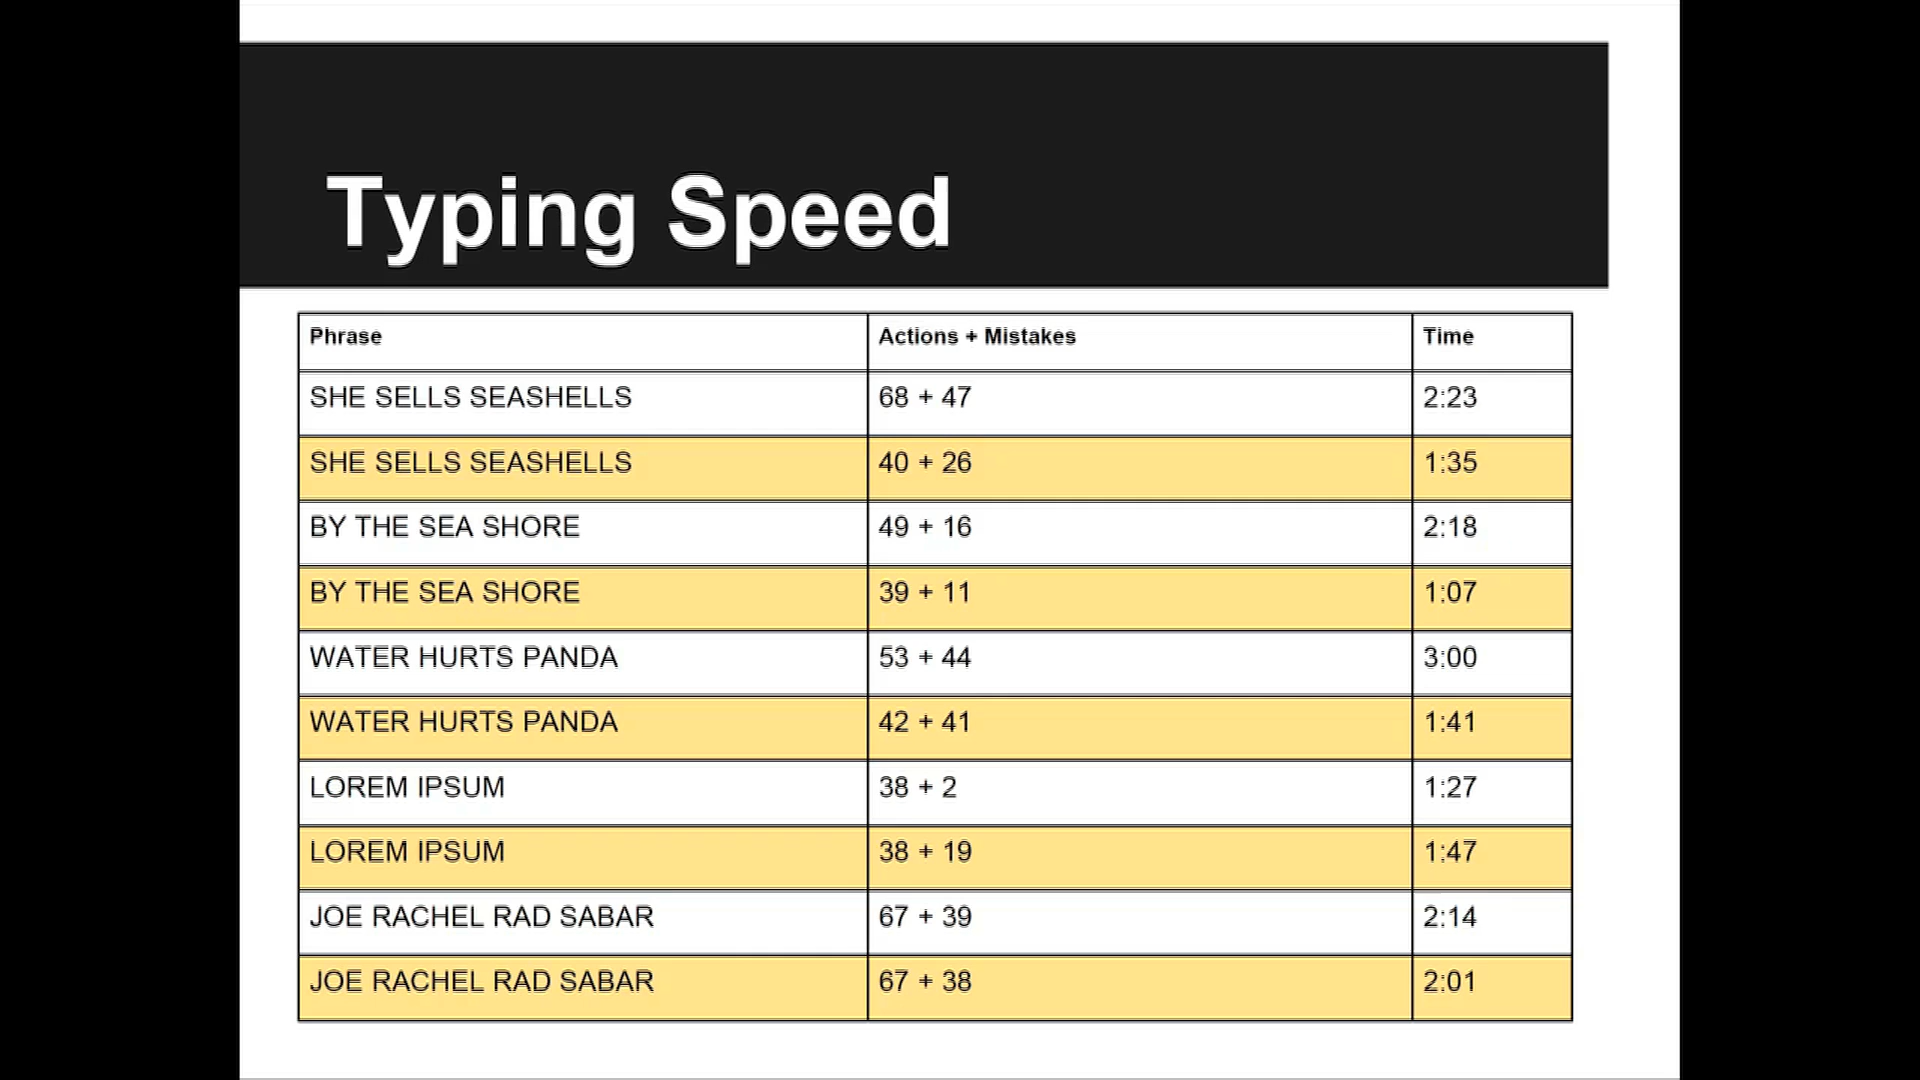 Typing Speed
Phrase Actions + Mistakes Time
SHE SELLS SEASHELLS 68 + 47 2:23
SHE SELLS SEASHELLS 40 + 26 1:35
BY THE SEA SHORE 49 + 16 2:18
BY THE SEA SHORE 39 + 11 1:07
WATER HURTS PANDA 53 + 44 3:00
WATER HURTS PANDA 42 + 41 1:41
LOREM IPSUM 38 + 2 1:27
LOREM IPSUM 38 + 19 1:47
JOE RACHEL RAD SABAR 67 + 39 2:14
JOE RACHEL RAD SABAR 67 + 38 2:01